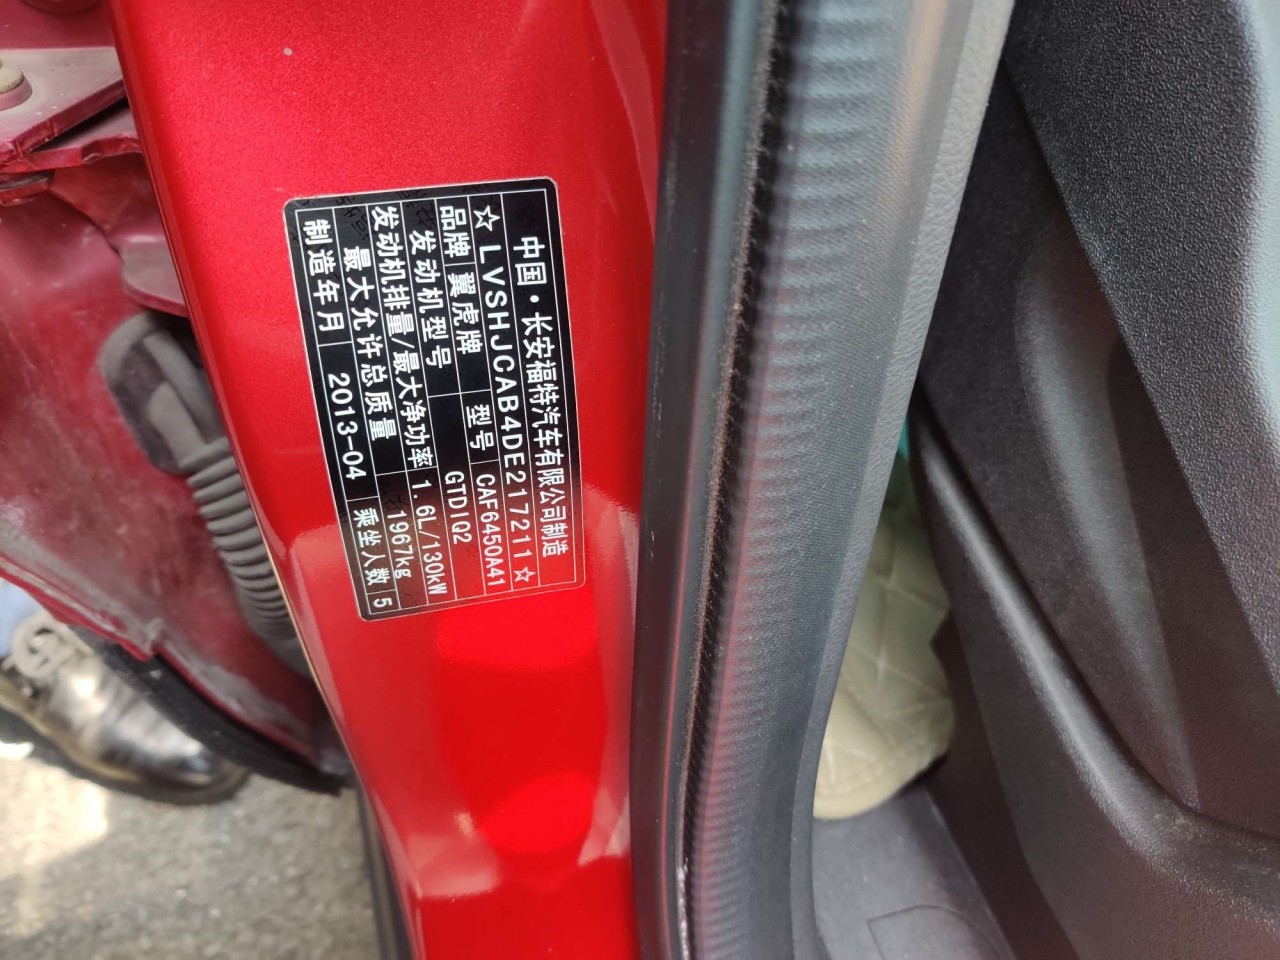 中国·长安福特汽车有限公司制造
☆LVSHJCAB4DE217211☆
品牌 翼虎牌 型号 CAF6450A41
发动机型号 GTDIQ2
发动机排量/最大净功率 1.6L/130kW
最大允许总质量 1967kg
制造年月 2013-04 乘坐人数 5